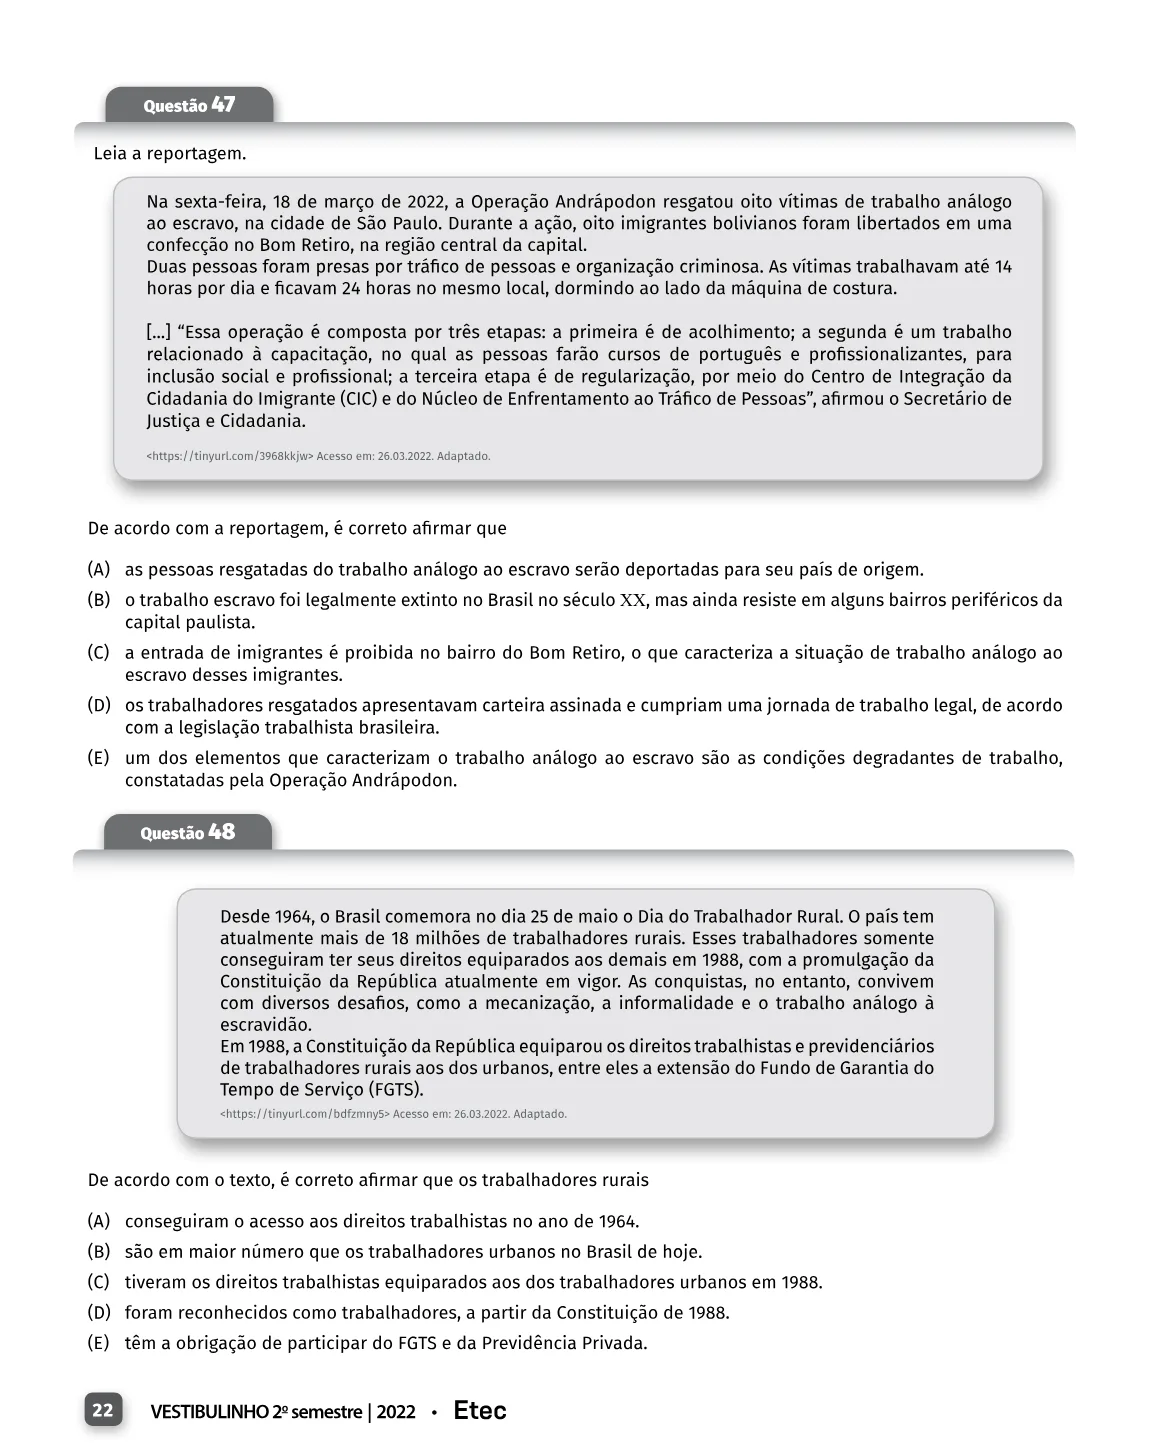 Questão 47
Leia a reportagem.
Na sexta-feira, 18 de março de 2022, a Operação Andrápodon resgatou oito vítimas de trabalho análogo
ao escravo, na cidade de São Paulo. Durante a ação, oito imigrantes bolivianos foram libertados em uma
confecção no Bom Retiro, na região central da capital.
Duas pessoas foram presas por tráfico de pessoas e organização criminosa. As vítimas trabalhavam até 14
horas por dia e ficavam 24 horas no mesmo local, dormindo ao lado da máquina de costura.
[...] “Essa operação é composta por três etapas: a primeira é de acolhimento; a segunda é um trabalho
relacionado à capacitação, no qual as pessoas farão cursos de português e profissionalizantes, para
inclusão social e profissional; a terceira etapa é de regularização, por meio do Centro de Integração da
Cidadania do Imigrante (CIC) e do Núcleo de Enfrentamento ao Tráfico de Pessoas”, afirmou o Secretário de
Justiça e Cidadania.
<https://tinyurl.com/3968kkjw> Acesso em: 26.03.2022. Adaptado.
De acordo com a reportagem, é correto afirmar que
(A) as pessoas resgatadas do trabalho análogo ao escravo serão deportadas para seu país de origem.
(B) o trabalho escravo foi legalmente extinto no Brasil no século XX, mas ainda resiste em alguns bairros periféricos da
capital paulista.
(C) a entrada de imigrantes é proibida no bairro do Bom Retiro, o que caracteriza a situação de trabalho análogo ao
escravo desses imigrantes.
(D) os trabalhadores resgatados apresentavam carteira assinada e cumpriam uma jornada de trabalho legal, de acordo
com a legislação trabalhista brasileira.
(E) um dos elementos que caracterizam o trabalho análogo ao escravo são as condições degradantes de trabalho,
constatadas pela Operação Andrápodon.
Questão 48
Desde 1964, o Brasil comemora no dia 25 de maio o Dia do Trabalhador Rural. O país tem
atualmente mais de 18 milhões de trabalhadores rurais. Esses trabalhadores somente
conseguiram ter seus direitos equiparados aos demais em 1988, com a promulgação da
Constituição da República atualmente em vigor. As conquistas, no entanto, convivem
com diversos desafios, como a mecanização, a informalidade e o trabalho análogo à
escravidão.
Em 1988, a Constituição da República equiparou os direitos trabalhistas e previdenciários
de trabalhadores rurais aos dos urbanos, entre eles a extensão do Fundo de Garantia do
Tempo de Serviço (FGTS).
<https://tinyurl.com/bdfzmny5> Acesso em: 26.03.2022. Adaptado.
De acordo com o texto, é correto afirmar que os trabalhadores rurais
(A) conseguiram o acesso aos direitos trabalhistas no ano de 1964.
(B) são em maior número que os trabalhadores urbanos no Brasil de hoje.
(C) tiveram os direitos trabalhistas equiparados aos dos trabalhadores urbanos em 1988.
(D) foram reconhecidos como trabalhadores, a partir da Constituição de 1988.
(E) têm a obrigação de participar do FGTS e da Previdência Privada.
22 VESTIBULINHO 2º semestre | 2022 • Etec